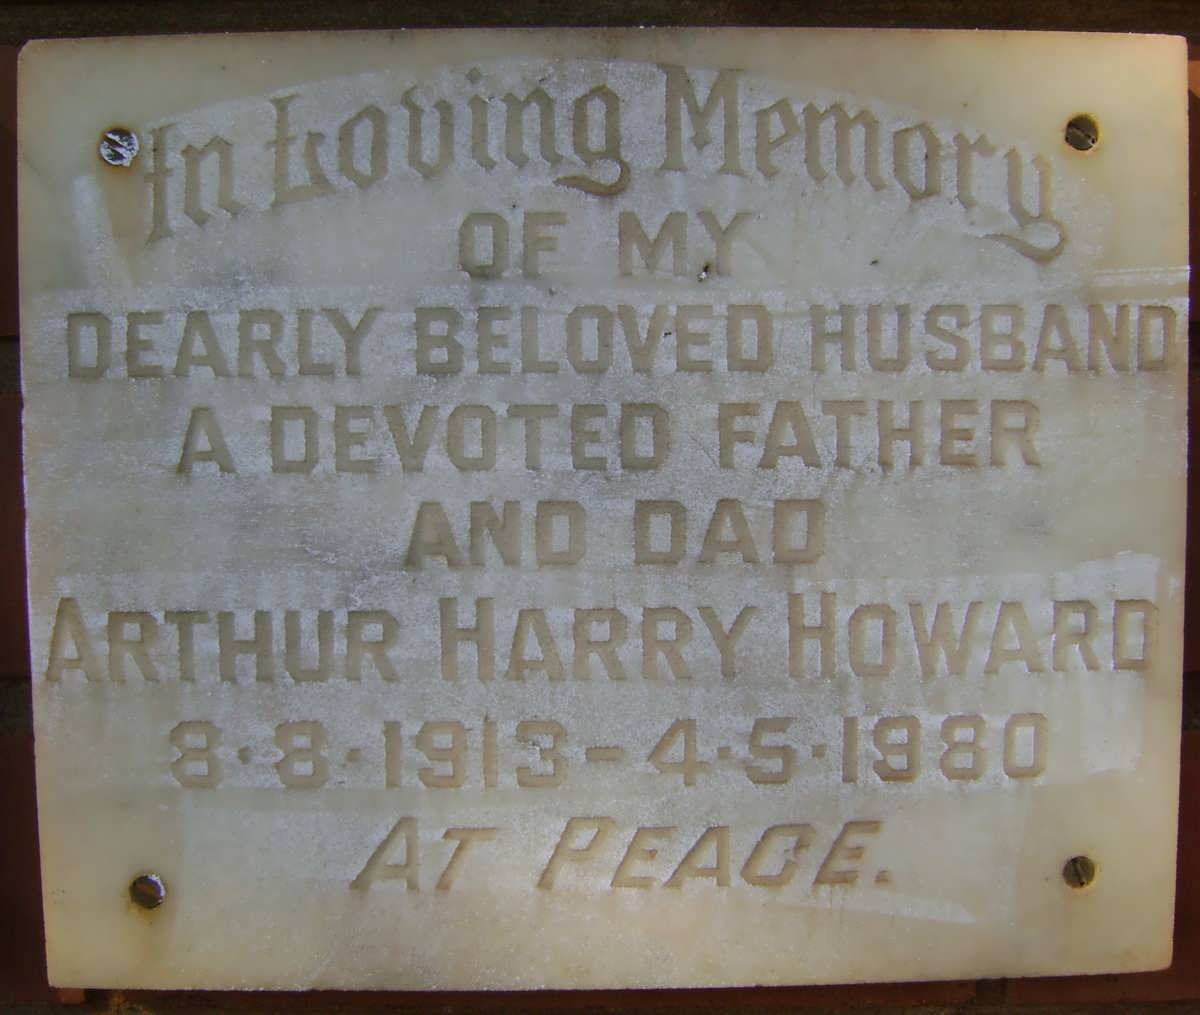 In Loving Memory
OF MY
DEARLY BELOVED HUSBAND
A DEVOTED FATHER
AND DAD
ARTHUR HARRY HOWARD
8·8·1913–4·5·1980
AT PEACE.